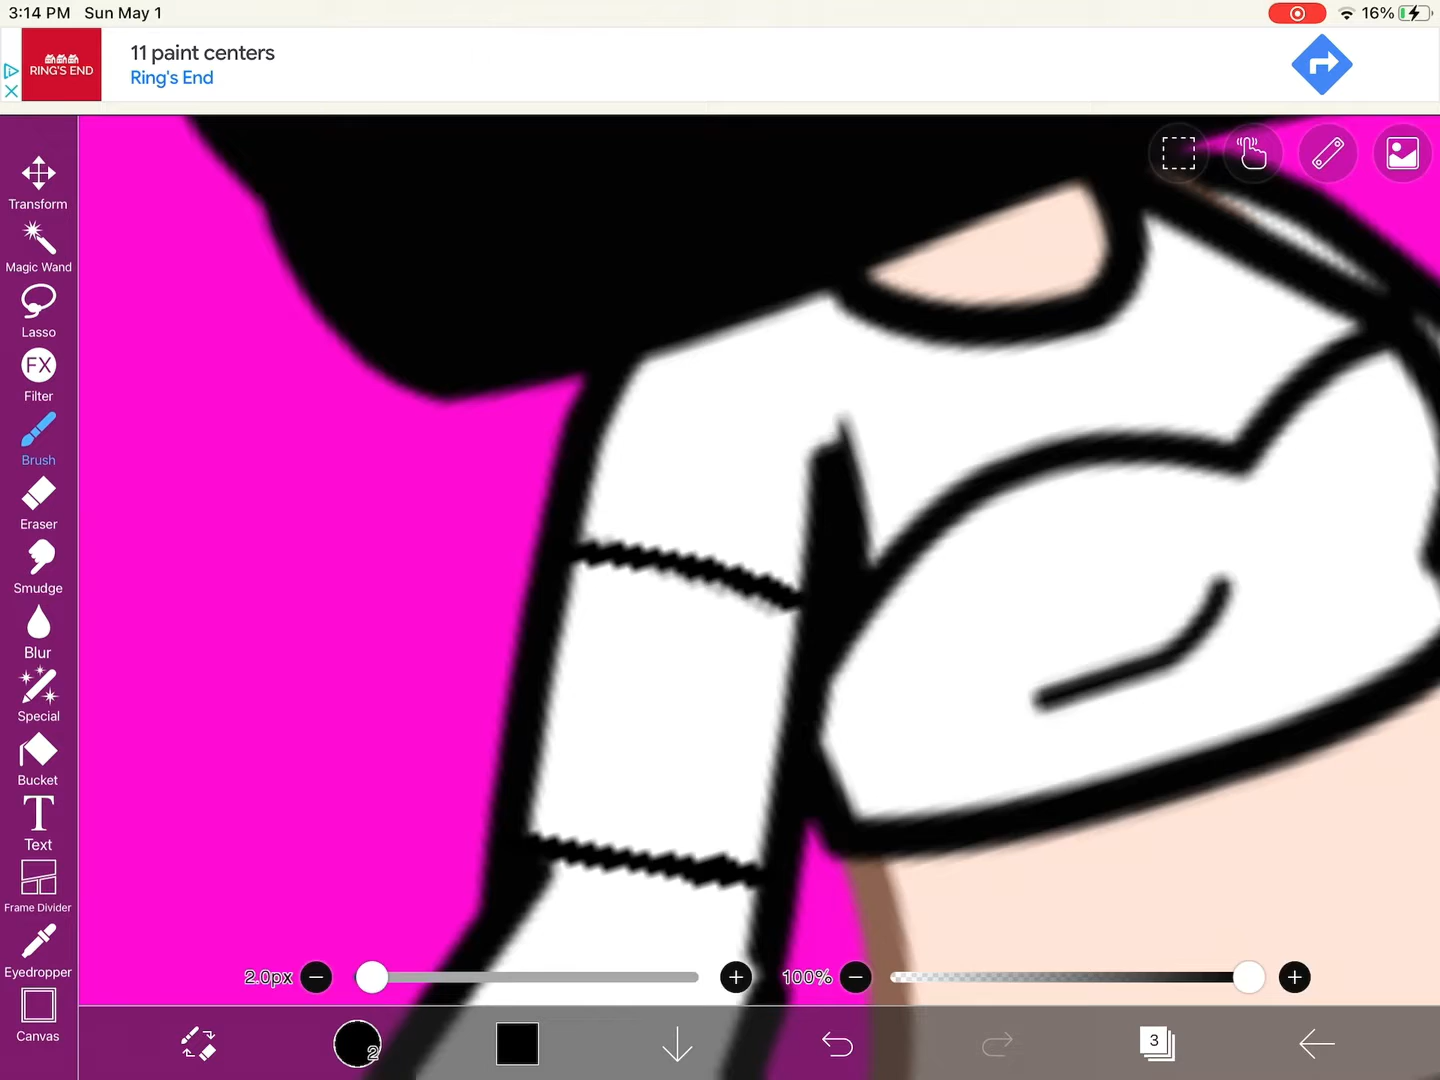 3:14 PM Sun May 1
16%
RING'S END
11 paint centers
Ring's End
Transform
Magic Wand
Lasso
FX
Filter
Brush
Eraser
Smudge
Blur
Special
Bucket
T
Text
Frame Divider
Eyedropper
Canvas
2.0px
100%
2
3